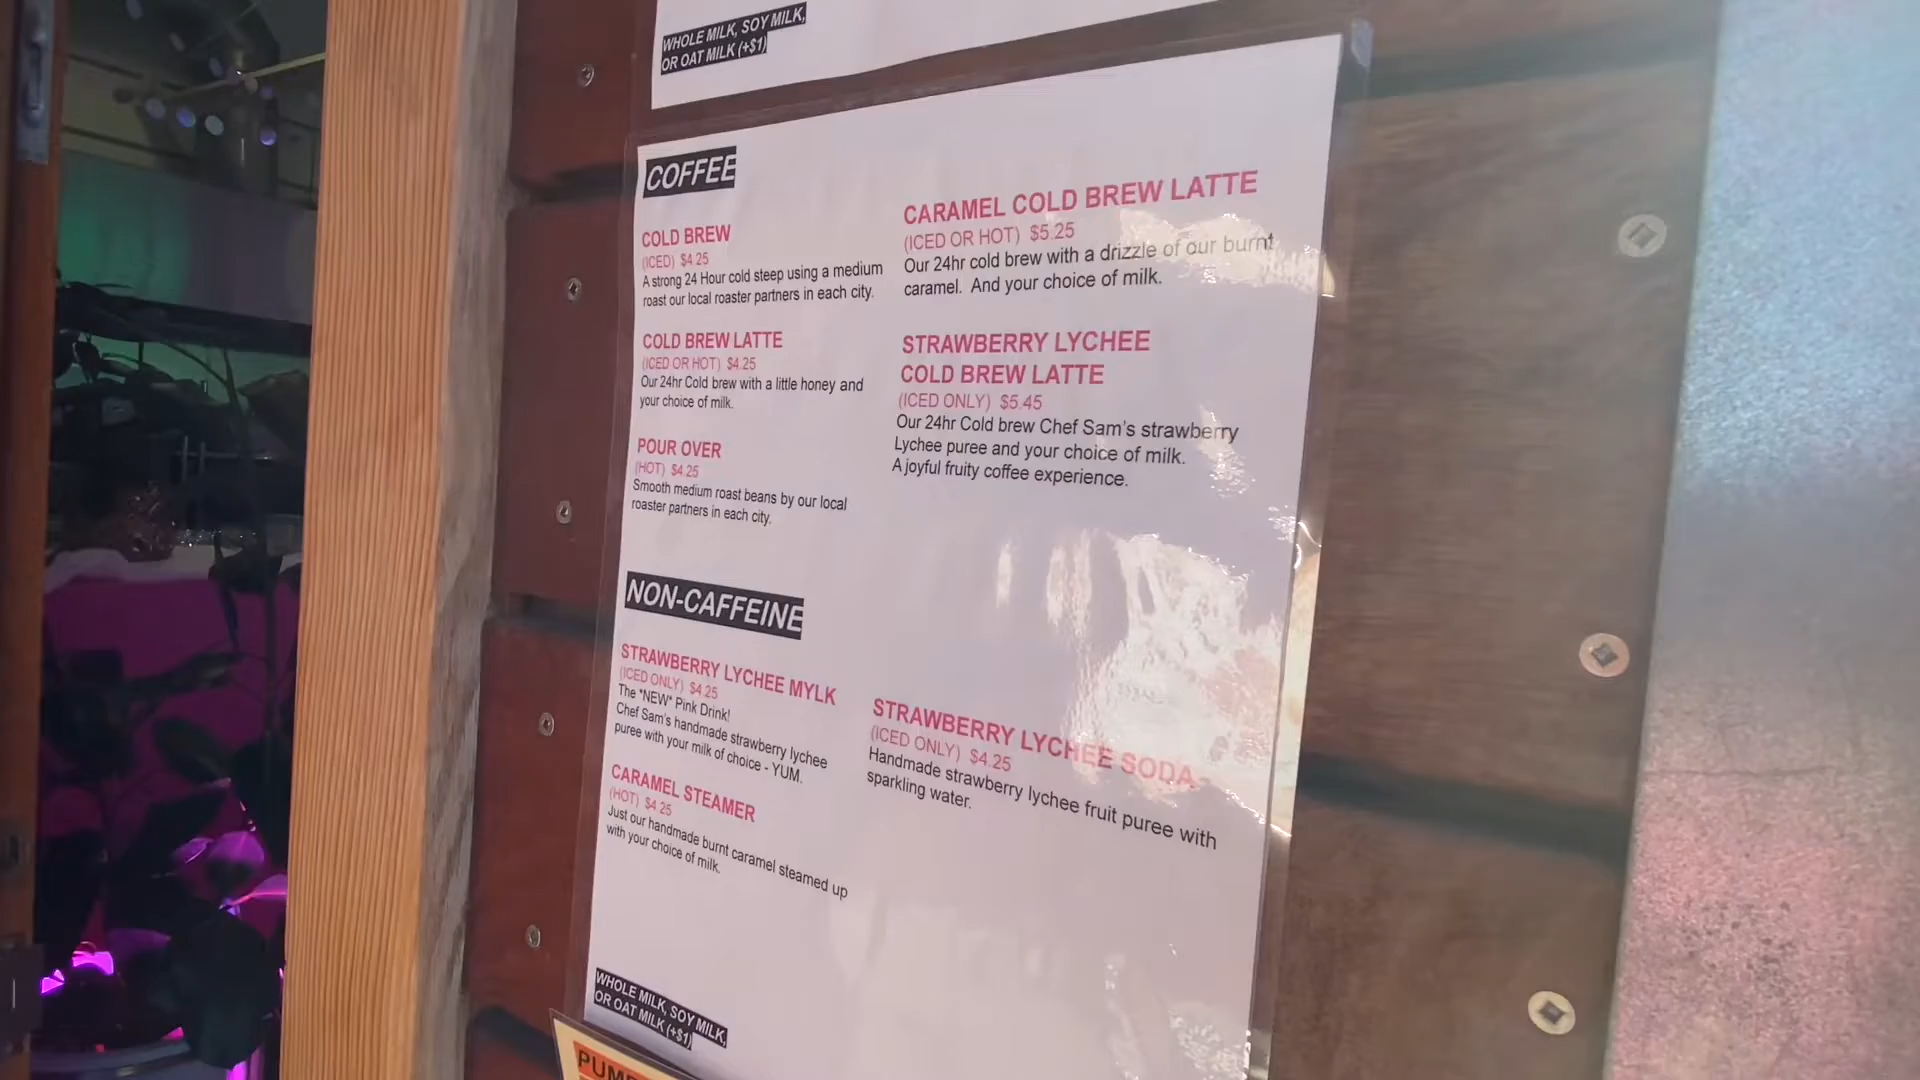 WHOLE MILK, SOY MILK,
OR OAT MILK (+$1)
COFFEE
COLD BREW
(ICED) $4.25
A strong 24 Hour cold steep using a medium
roast our local roaster partners in each city.
COLD BREW LATTE
(ICED OR HOT) $4.25
Our 24hr Cold brew with a little honey and
your choice of milk.
POUR OVER
(HOT) $4.25
Smooth medium roast beans by our local
roaster partners in each city,
CARAMEL COLD BREW LATTE
(ICED OR HOT) $5.25
Our 24hr cold brew with a drizzle of our burnt
caramel. And your choice of milk.
STRAWBERRY LYCHEE
COLD BREW LATTE
(ICED ONLY) $5.45
Our 24hr Cold brew Chef Sam's strawberry
Lychee puree and your choice of milk.
A joyful fruity coffee experience.
NON-CAFFEINE
STRAWBERRY LYCHEE MYLK
(ICED ONLY) $4.25
The *NEW* Pink Drink!
Chef Sam's handmade strawberry lychee
puree with your milk of choice - YUM.
CARAMEL STEAMER
(HOT) $4.25
Just our handmade burnt caramel steamed up
with your choice of milk.
STRAWBERRY LYCHEE SODA
(ICED ONLY) $4.25
Handmade strawberry lychee fruit puree with
sparkling water.
WHOLE MILK, SOY MILK,
OR OAT MILK (+$1)